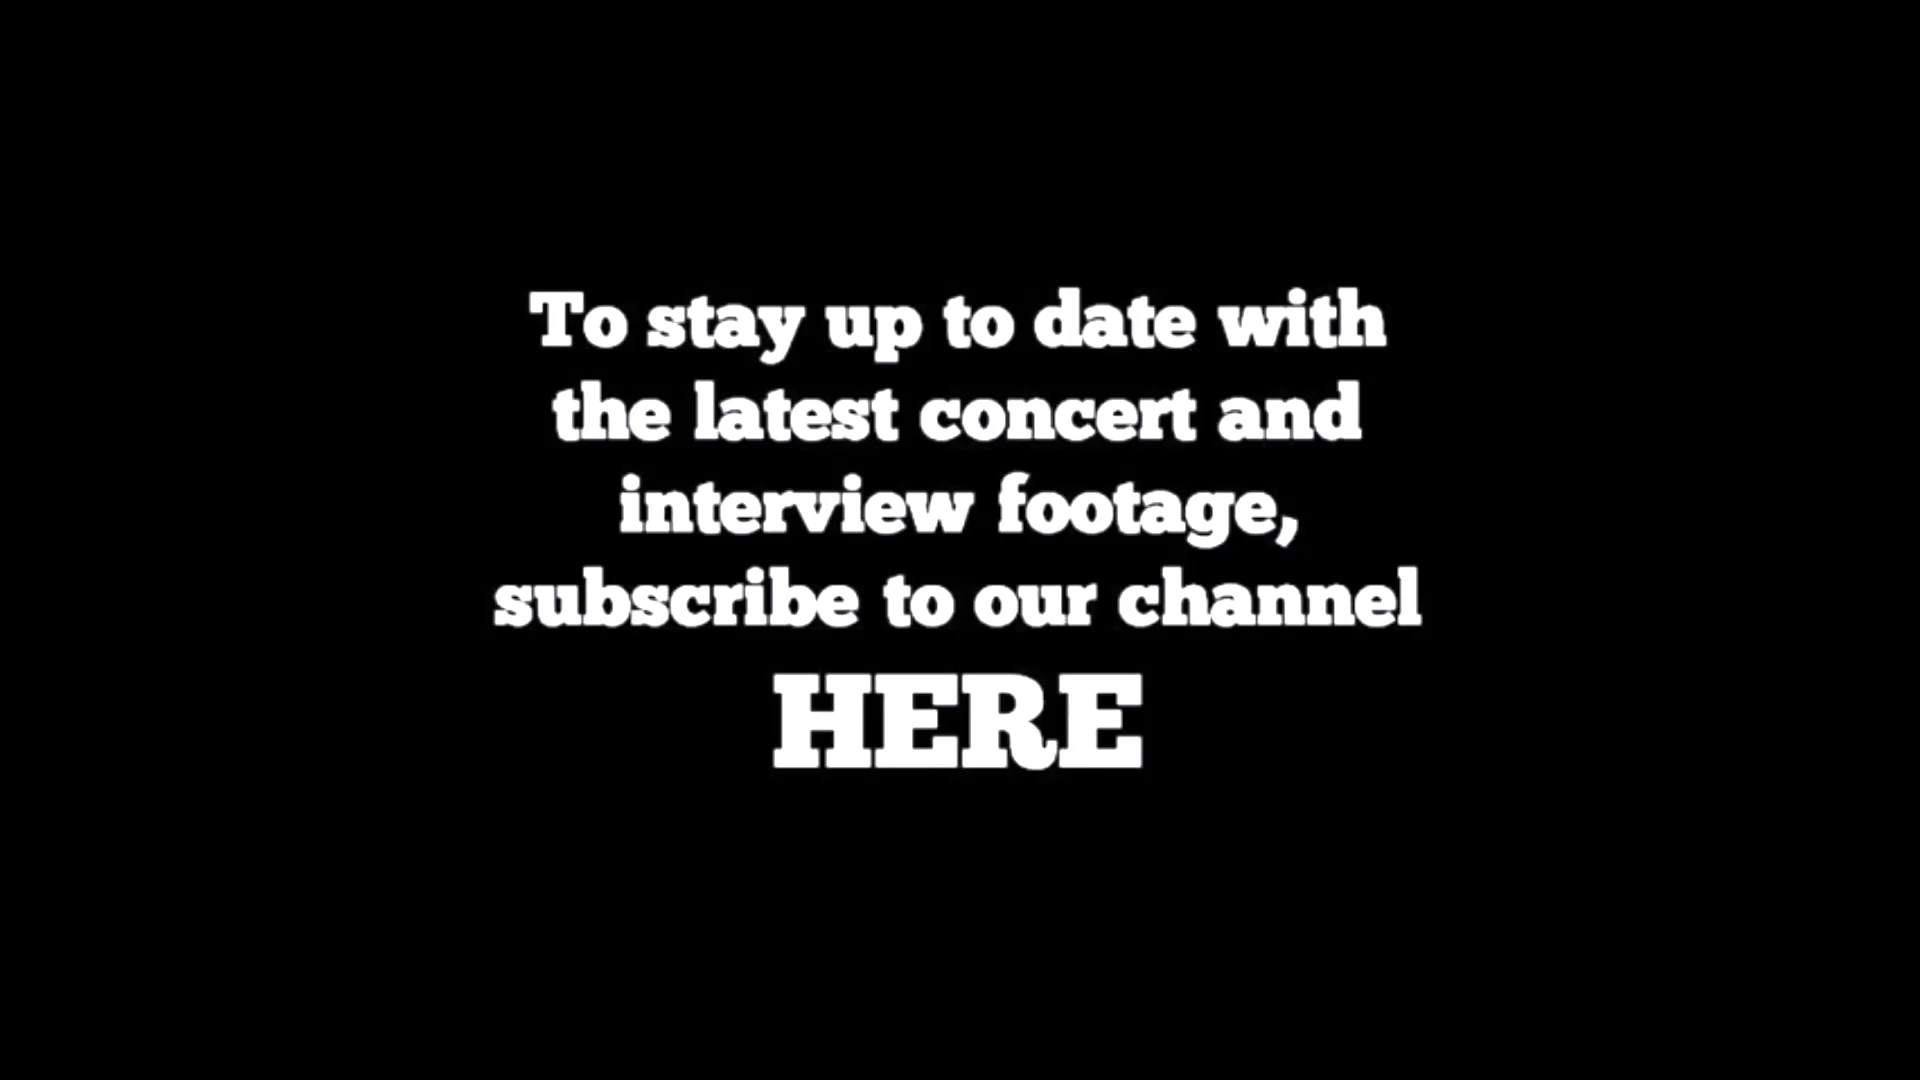 To stay up to date with
the latest concert and
interview footage,
subscribe to our channel
HERE